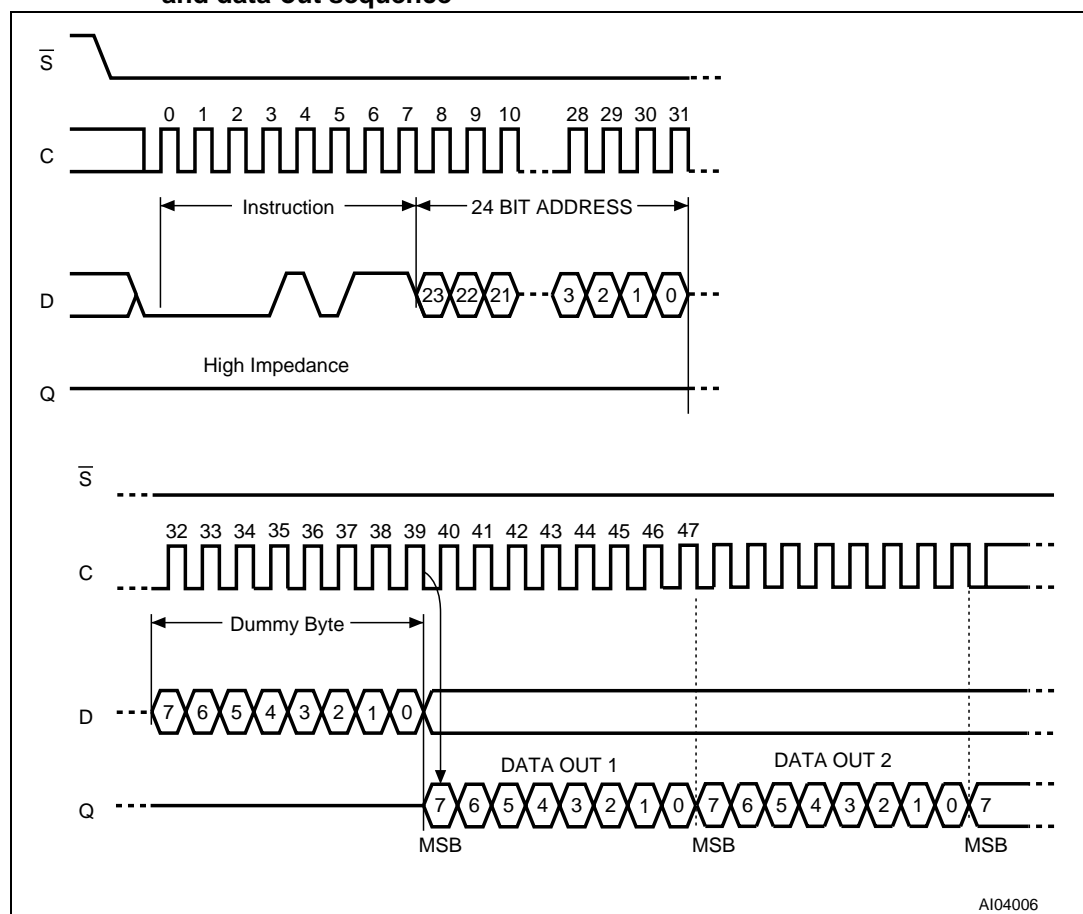 and data-out sequence
S
0 1 2 3 4 5 6 7 8 9 10 28 29 30 31
C
Instruction 24 BIT ADDRESS
D 23 22 21 3 2 1 0
High Impedance
Q
S
32 33 34 35 36 37 38 39 40 41 42 43 44 45 46 47
C
Dummy Byte
D 7 6 5 4 3 2 1 0
DATA OUT 1 DATA OUT 2
Q 7 6 5 4 3 2 1 0 7 6 5 4 3 2 1 0 7
MSB MSB MSB
AI04006